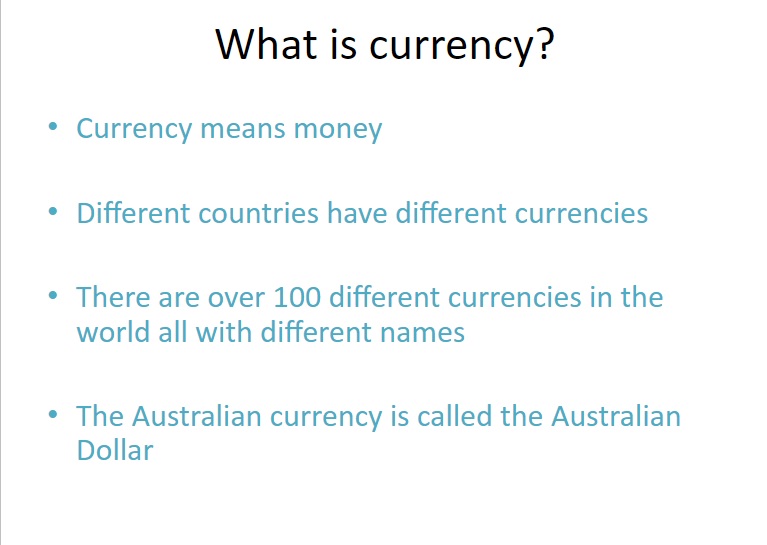 What is currency?
• Currency means money
• Different countries have different currencies
• There are over 100 different currencies in the
world all with different names
• The Australian currency is called the Australian
Dollar